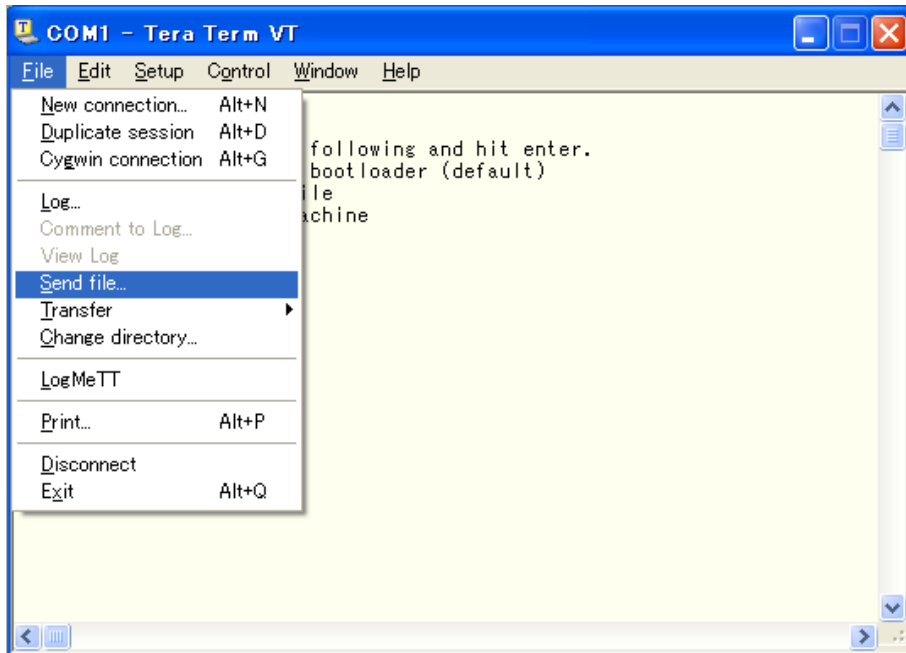 COM1 - Tera Term VT
File Edit Setup Control Window Help
New connection... Alt+N
Duplicate session Alt+D
Cygwin connection Alt+G
Log...
Comment to Log...
View Log
Send file...
Transfer
Change directory...
LogMeTT
Print... Alt+P
Disconnect
Exit Alt+Q
following and hit enter.
bootloader (default)
ile
achine